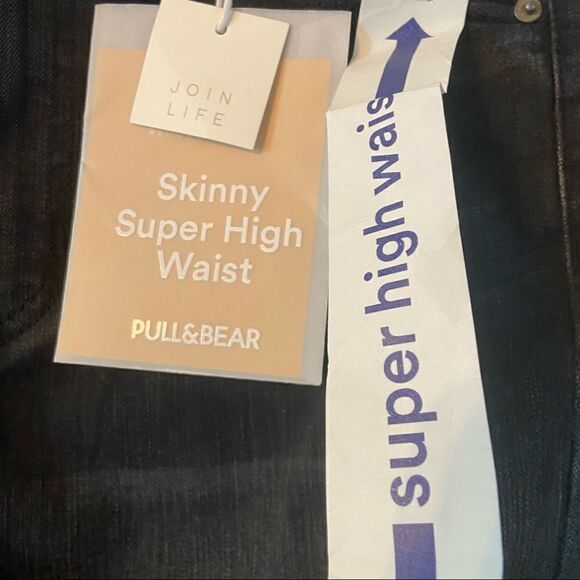 JOIN
LIFE
Skinny
Super High
Waist
PULL&BEAR
super high wais